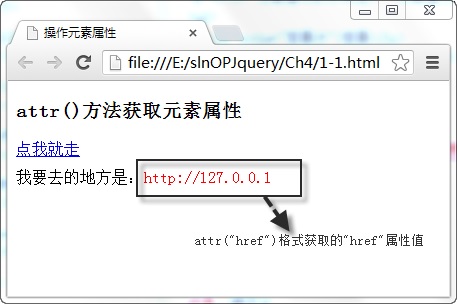 操作元素属性
file:///E:/slnOPJquery/Ch4/1-1.html
attr()方法获取元素属性
点我就走
我要去的地方是：http://127.0.0.1
attr("href")格式获取的"href"属性值